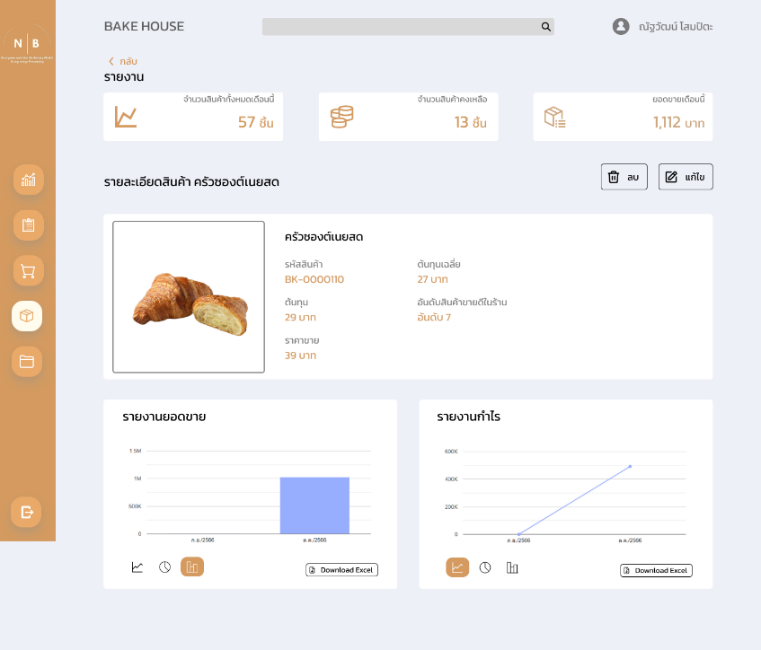 BAKE HOUSE
ณัฐวัฒน์ โสมปิตะ
N | B
กลับ
รายงาน
จำนวนสินค้าทั้งหมดเดือนนี้
57 ชิ้น
จำนวนสินค้าคงเหลือ
13 ชิ้น
ยอดขายเดือนนี้
1,112 บาท
รายละเอียดสินค้า ครัวซองต์เนยสด
ลบ
แก้ไข
ครัวซองต์เนยสด
รหัสสินค้า
BK-0000110
ต้นทุนเฉลี่ย
27 บาท
ต้นทุน
29 บาท
อันดับสินค้าขายดีในร้าน
อันดับ 7
ราคาขาย
39 บาท
รายงานยอดขาย
1.5M
1M
500K
0
ก.ย./2566
ต.ค./2566
Download Excel
รายงานกำไร
600K
400K
200K
0
ก.ย./2566
ต.ค./2566
Download Excel